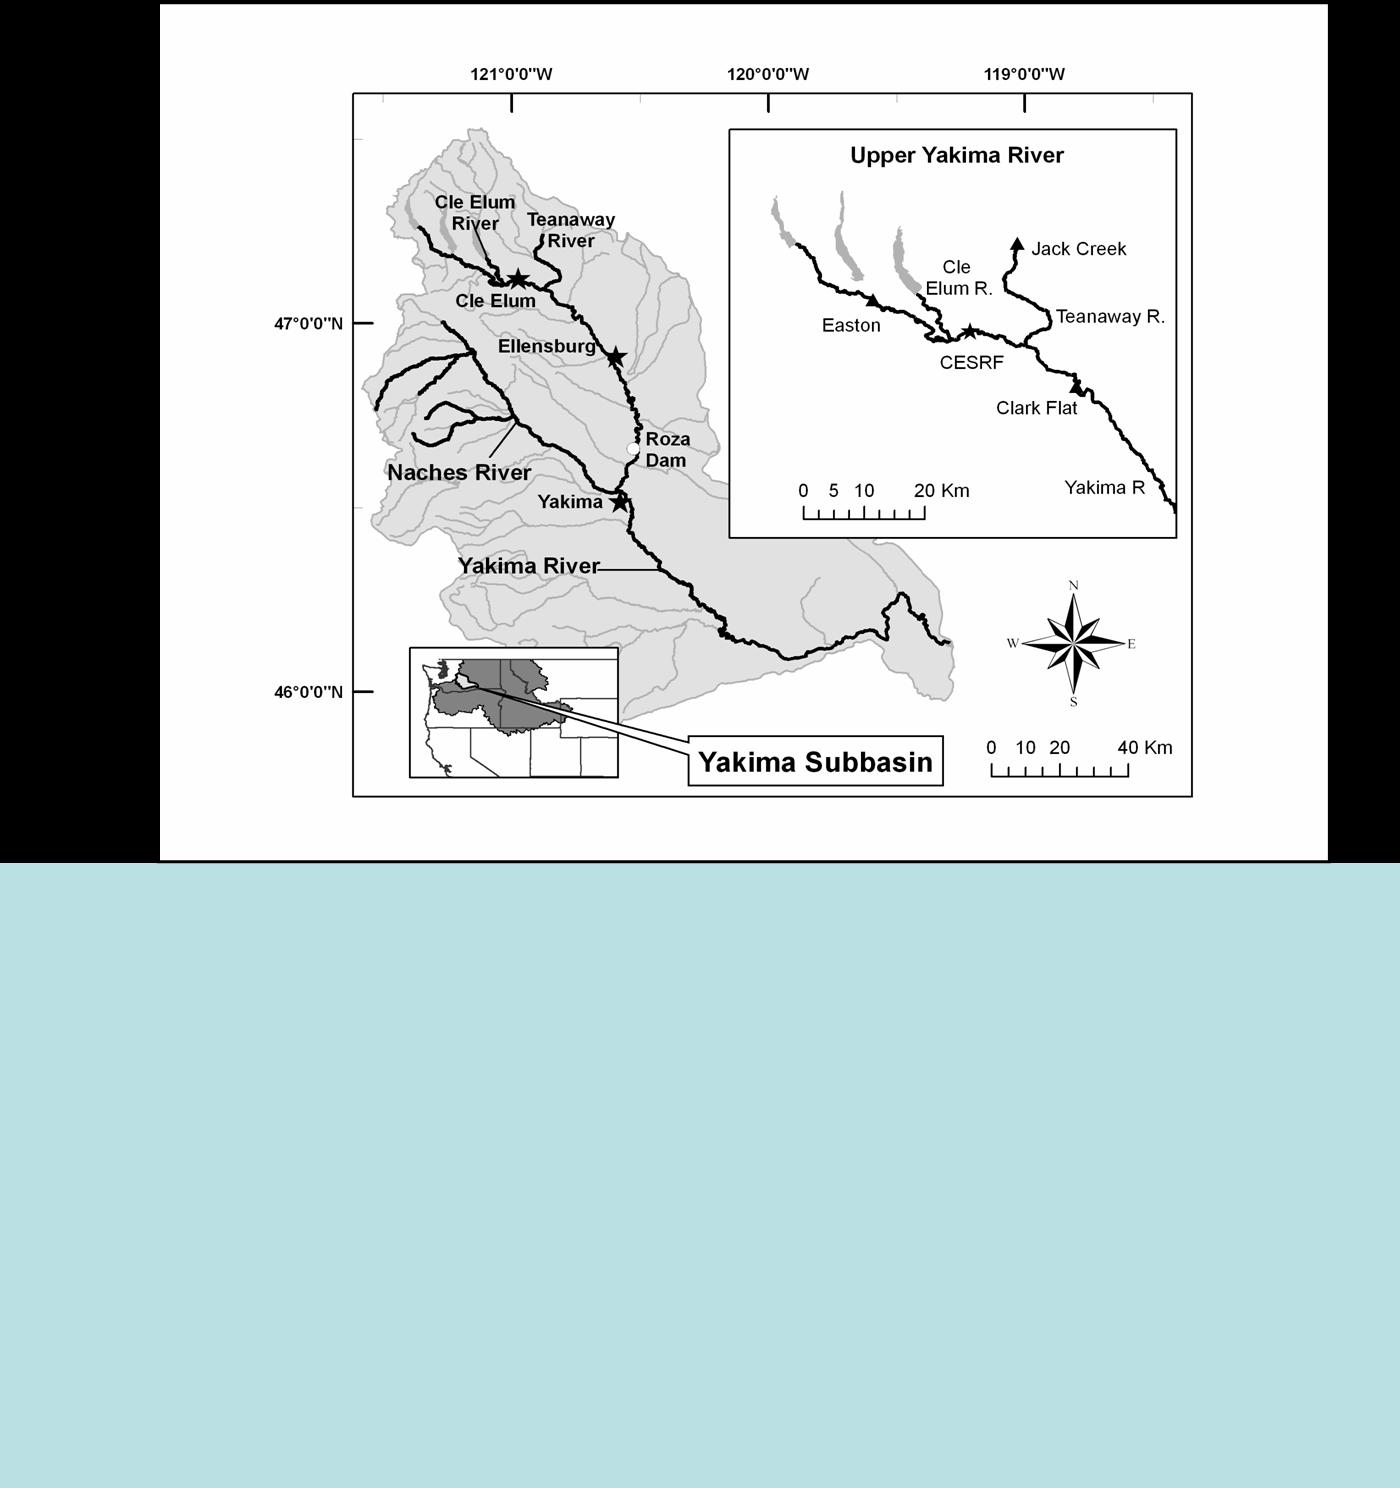 121°0'0"W
120°0'0"W
119°0'0"W
Upper Yakima River
Cle Elum
River
Teanaway
River
Jack Creek
Cle
Elum R.
Cle Elum
Teanaway R.
47°0'0"N
Easton
Ellensburg
CESRF
Clark Flat
Roza
Dam
Naches River
Yakima
Yakima R
0 5 10 20 Km
Yakima River
N
W
E
S
46°0'0"N
Yakima Subbasin
0 10 20 40 Km